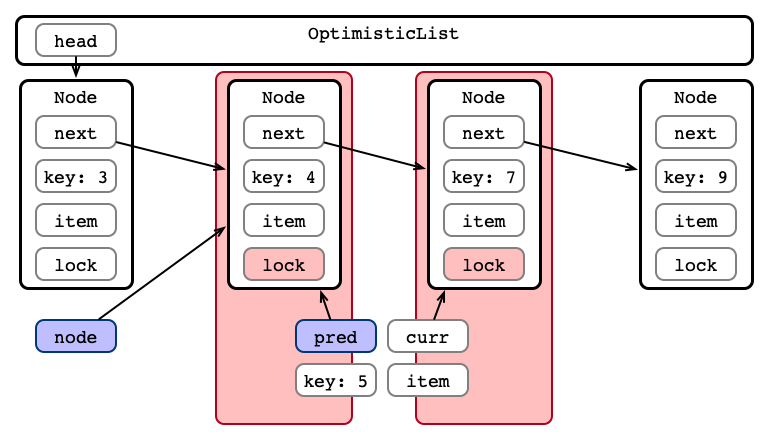 OptimisticList
head
Node
next
key: 3
item
lock
Node
next
key: 4
item
lock
Node
next
key: 7
item
lock
Node
next
key: 9
item
lock
node
pred
curr
key: 5
item